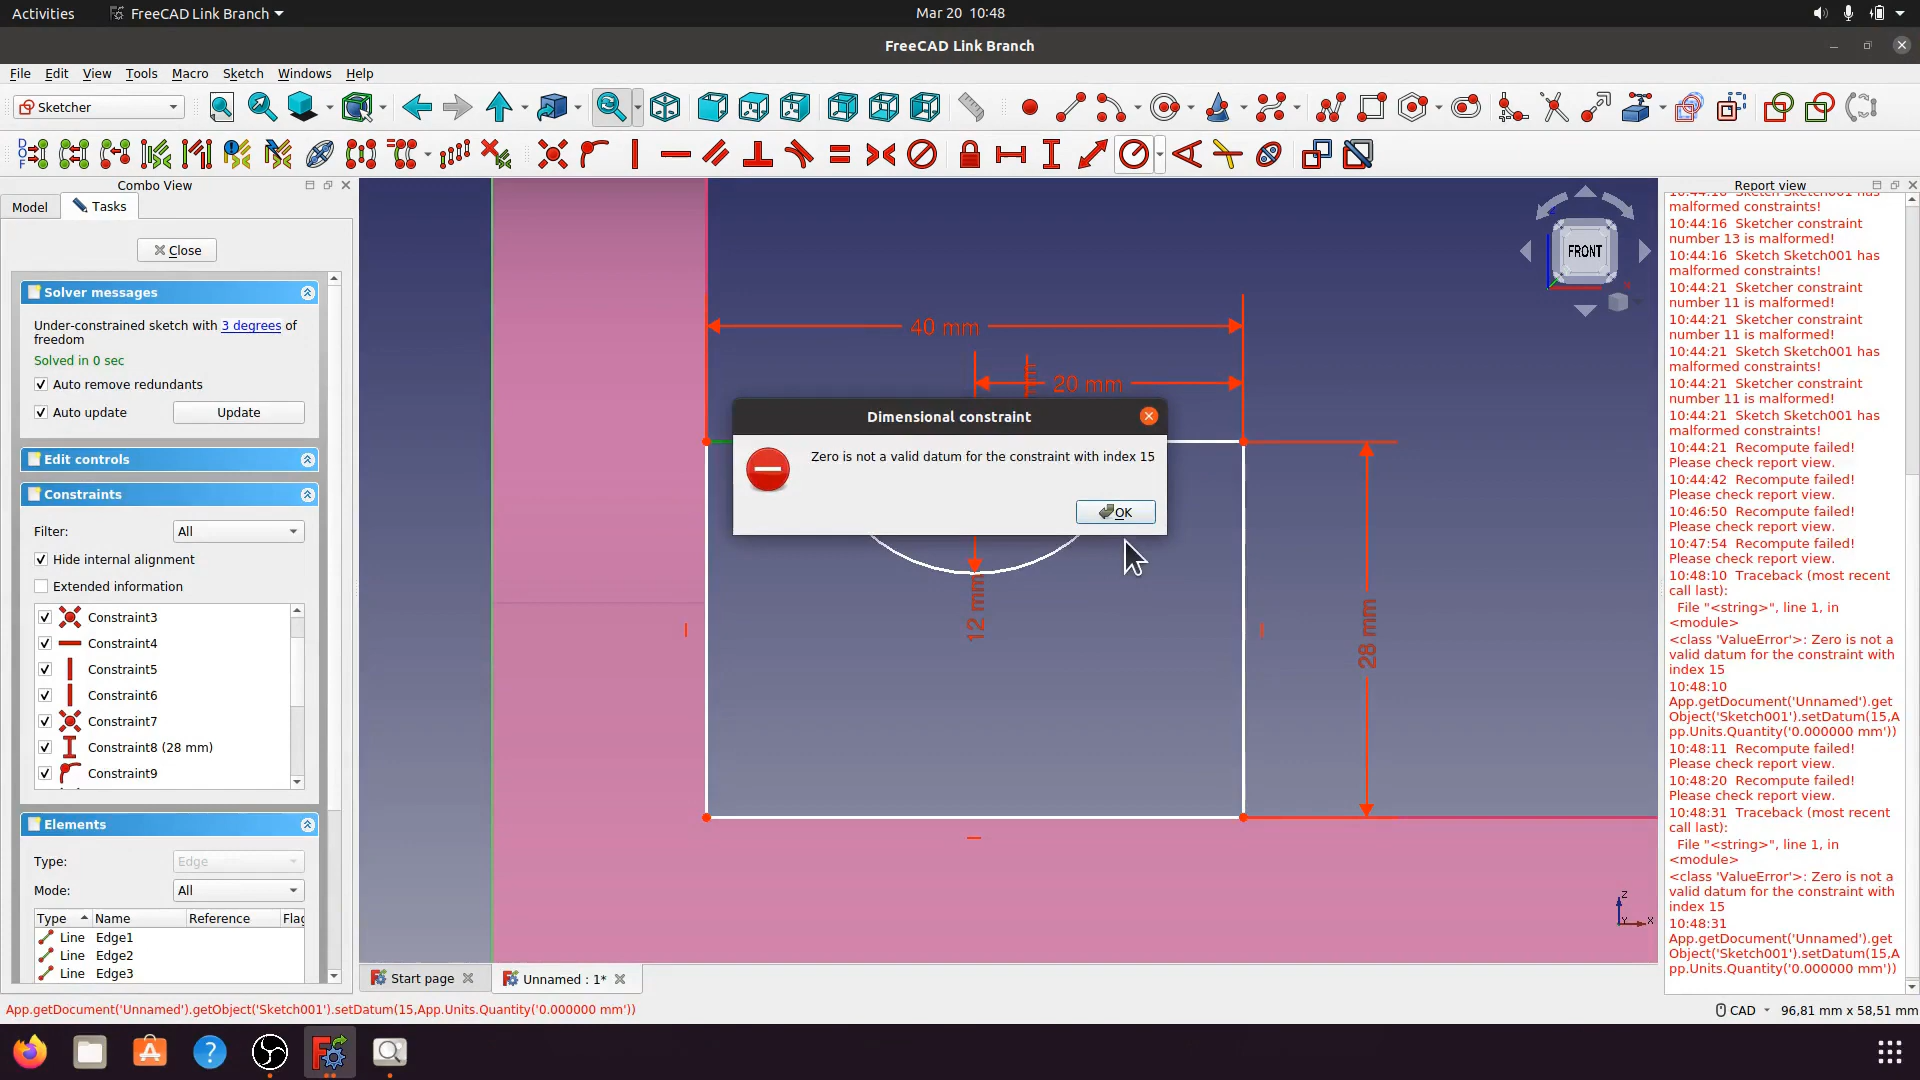 Activities
FreeCAD Link Branch
Mar 20 10:48
FreeCAD Link Branch
File Edit View Tools Macro Sketch Windows Help
Sketcher
DOF
Combo View
Model
Tasks
Close
Solver messages
Under-constrained sketch with 3 degrees of
freedom
Solved in 0 sec
Auto remove redundants
Auto update
Update
Edit controls
Constraints
Filter:
All
Hide internal alignment
Extended information
Constraint3
Constraint4
Constraint5
Constraint6
Constraint7
Constraint8 (28 mm)
Constraint9
Elements
Type:
Edge
Mode:
All
Type Name Reference Flag
Line Edge1
Line Edge2
Line Edge3
40 mm
20 mm
12 mm
28 mm
FRONT
Z
Y
X
Dimensional constraint
Zero is not a valid datum for the constraint with index 15
OK
Start page
Unnamed : 1*
Report view
10:44:16 Sketch Sketch001 has
malformed constraints!
10:44:16 Sketcher constraint
number 13 is malformed!
10:44:16 Sketch Sketch001 has
malformed constraints!
10:44:21 Sketcher constraint
number 11 is malformed!
10:44:21 Sketcher constraint
number 11 is malformed!
10:44:21 Sketch Sketch001 has
malformed constraints!
10:44:21 Sketcher constraint
number 11 is malformed!
10:44:21 Sketch Sketch001 has
malformed constraints!
10:44:21 Recompute failed!
Please check report view.
10:44:42 Recompute failed!
Please check report view.
10:46:50 Recompute failed!
Please check report view.
10:47:54 Recompute failed!
Please check report view.
10:48:10 Traceback (most recent
call last):
File "<string>", line 1, in
<module>
<class 'ValueError'>: Zero is not a
valid datum for the constraint with
index 15
10:48:10
App.getDocument('Unnamed').get
Object('Sketch001').setDatum(15,A
pp.Units.Quantity('0.000000 mm'))
10:48:11 Recompute failed!
Please check report view.
10:48:20 Recompute failed!
Please check report view.
10:48:31 Traceback (most recent
call last):
File "<string>", line 1, in
<module>
<class 'ValueError'>: Zero is not a
valid datum for the constraint with
index 15
10:48:31
App.getDocument('Unnamed').get
Object('Sketch001').setDatum(15,A
pp.Units.Quantity('0.000000 mm'))
App.getDocument('Unnamed').getObject('Sketch001').setDatum(15,App.Units.Quantity('0.000000 mm'))
CAD
96,81 mm x 58,51 mm